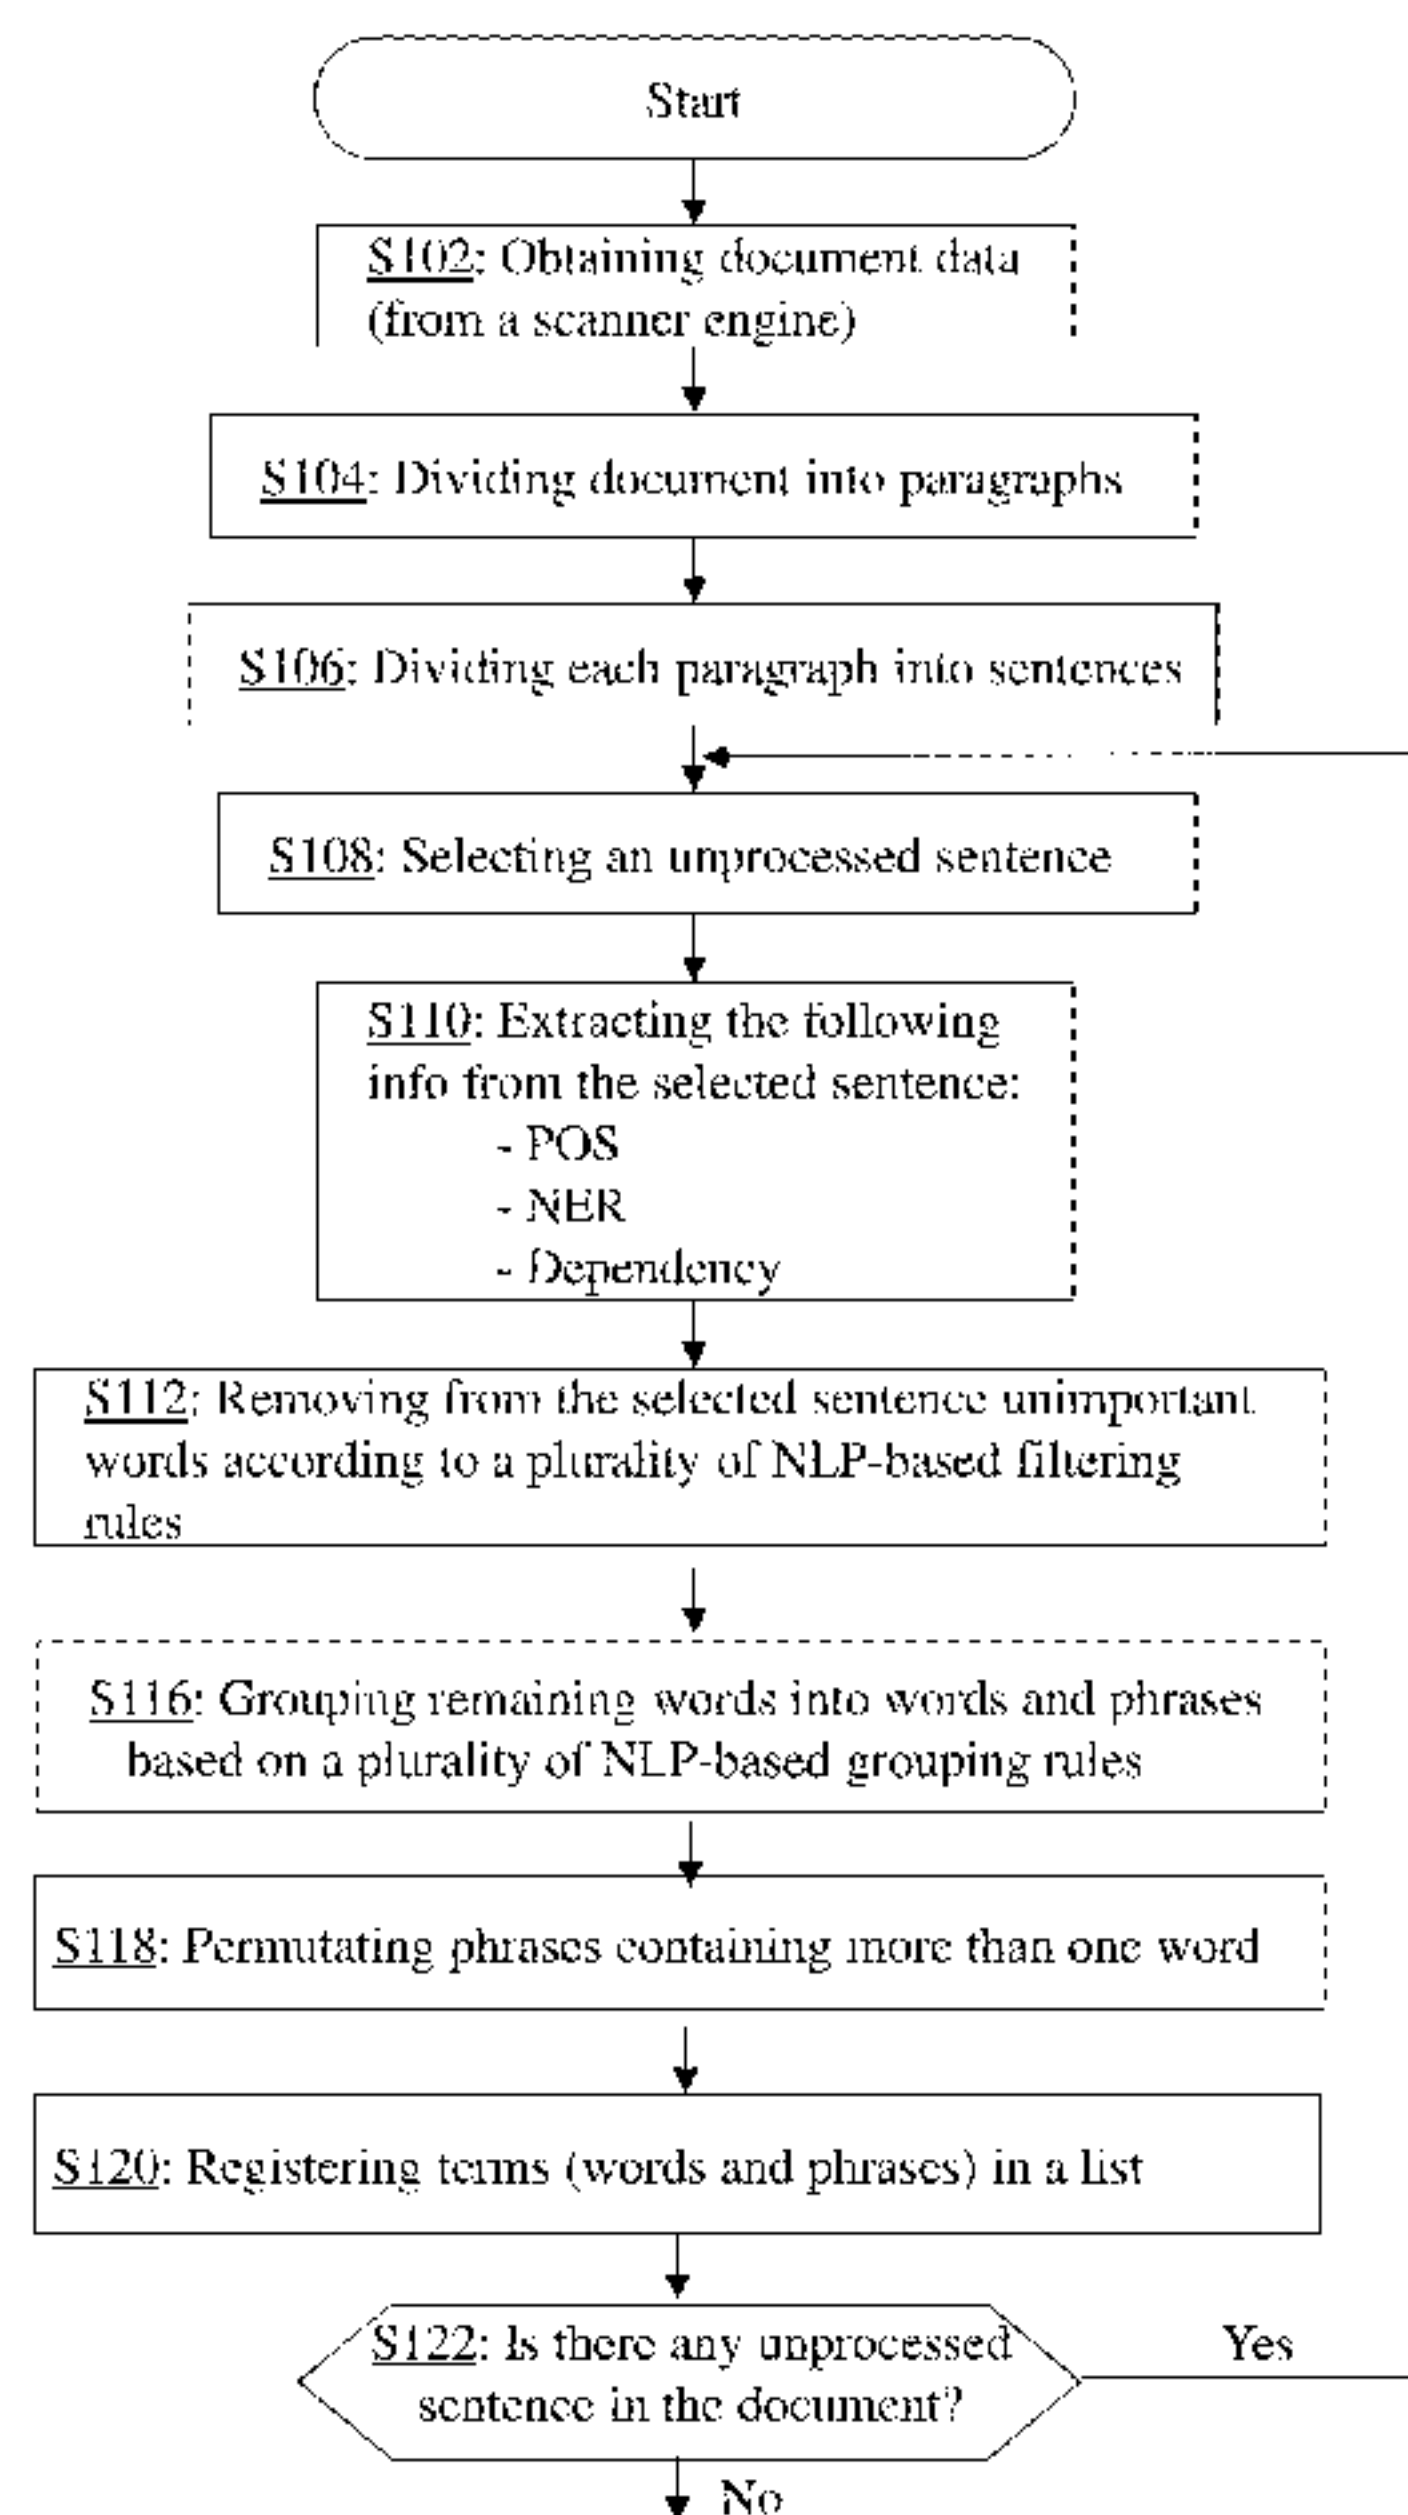 Start
S102: Obtaining document data
(from a scanner engine)
S104: Dividing document into paragraphs
S106: Dividing each paragraph into sentences
S108: Selecting an unprocessed sentence
S110: Extracting the following
info from the selected sentence:
- POS
- NER
- Dependency
S112: Removing from the selected sentence unimportant
words according to a plurality of NLP-based filtering
rules
S116: Grouping remaining words into words and phrases
based on a plurality of NLP-based grouping rules
S118: Permutating phrases containing more than one word
S120: Registering terms (words and phrases) in a list
S122: Is there any unprocessed
sentence in the document?
Yes
No